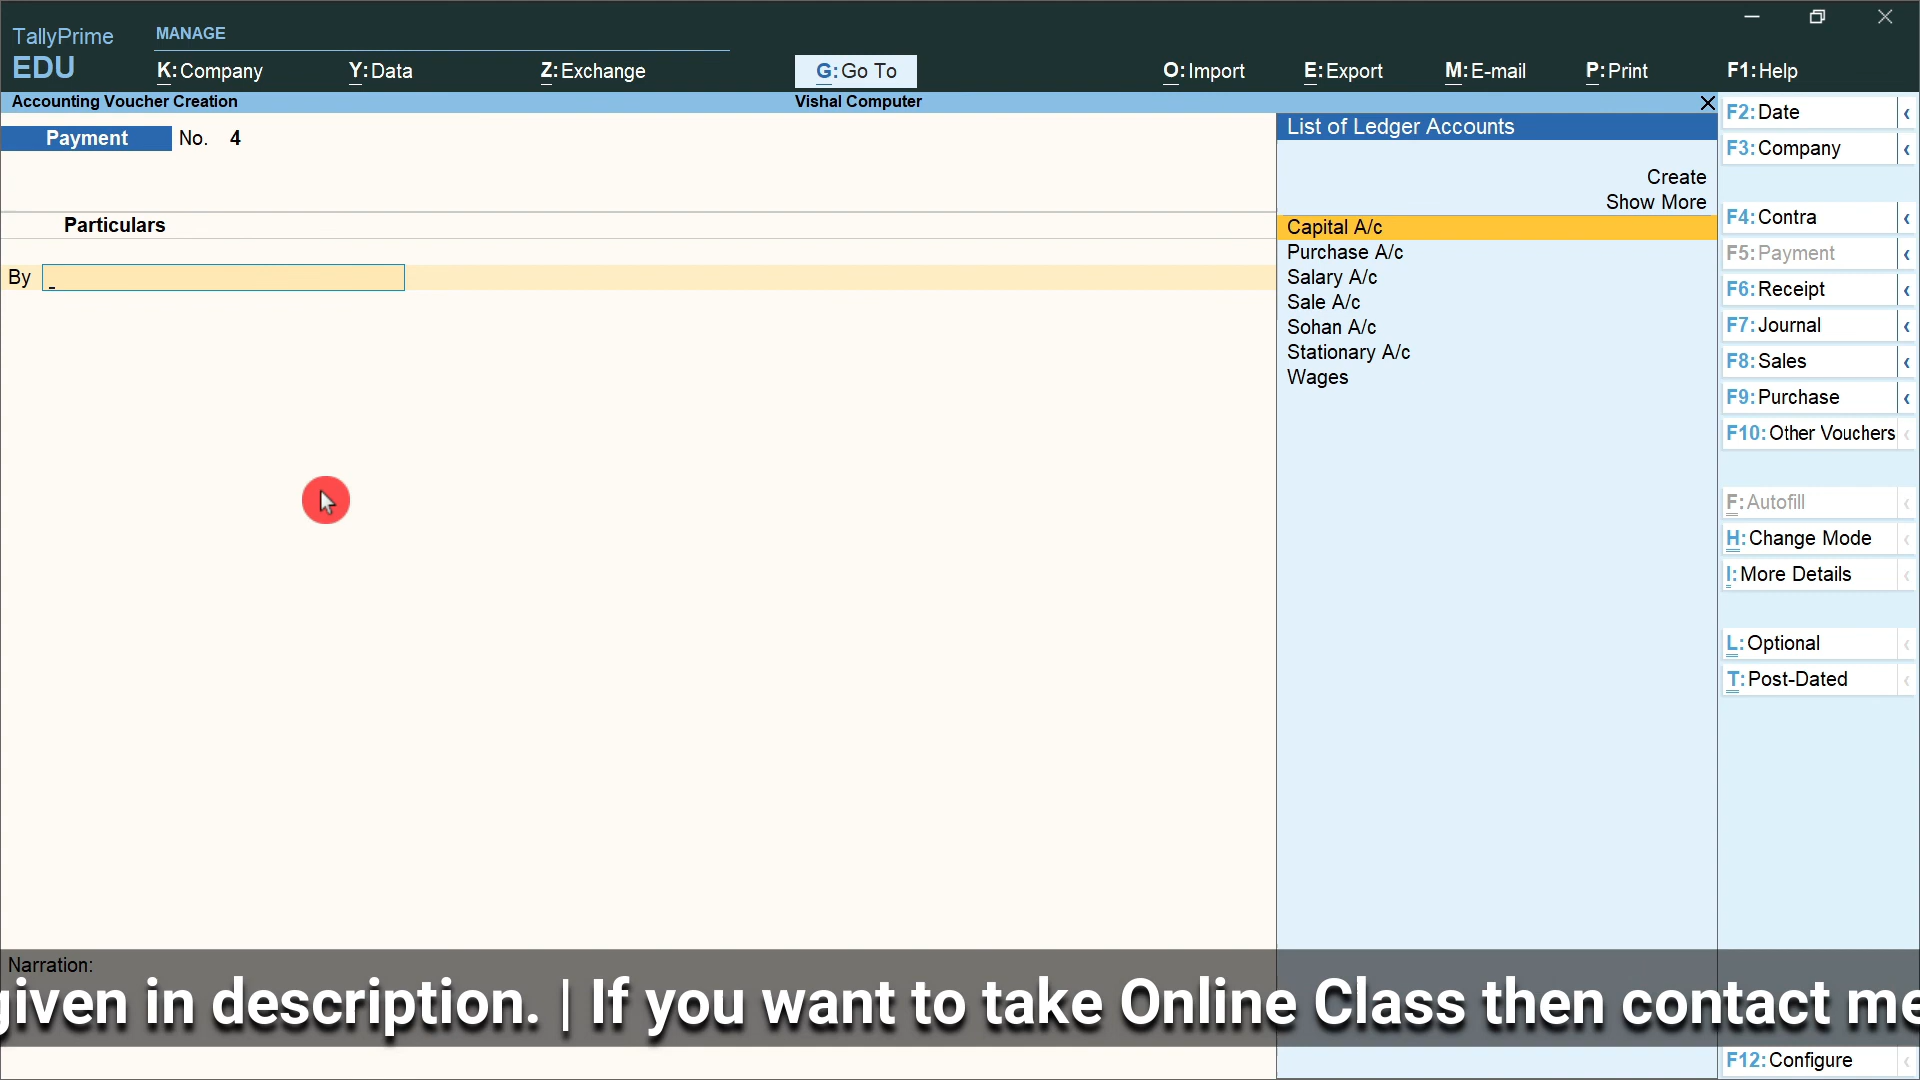 TallyPrime
EDU
MANAGE
K:Company
Y:Data
Z:Exchange
G:Go To
O:Import
E:Export
M:E-mail
P:Print
F1:Help
Accounting Voucher Creation
Vishal Computer
Payment No. 4
Particulars
By
List of Ledger Accounts
Create
Show More
Capital A/c
Purchase A/c
Salary A/c
Sale A/c
Sohan A/c
Stationary A/c
Wages
F2:Date
F3:Company
F4:Contra
F5:Payment
F6:Receipt
F7:Journal
F8:Sales
F9:Purchase
F10:Other Vouchers
F:Autofill
H:Change Mode
I:More Details
L:Optional
T:Post-Dated
Narration:
given in description. | If you want to take Online Class then contact me
F12:Configure